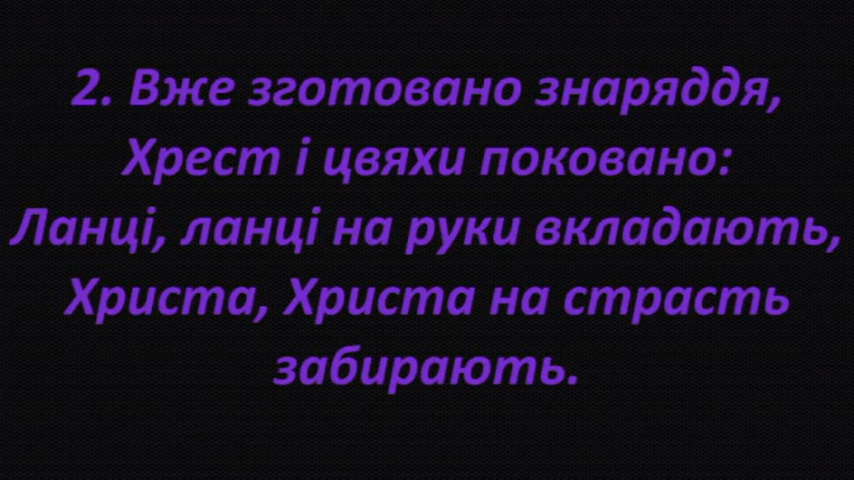 2. Вже зготовано знаряддя,
Хрест і цвяхи поковано:
Ланці, ланці на руки вкладають,
Христа, Христа на страсть
забирають.